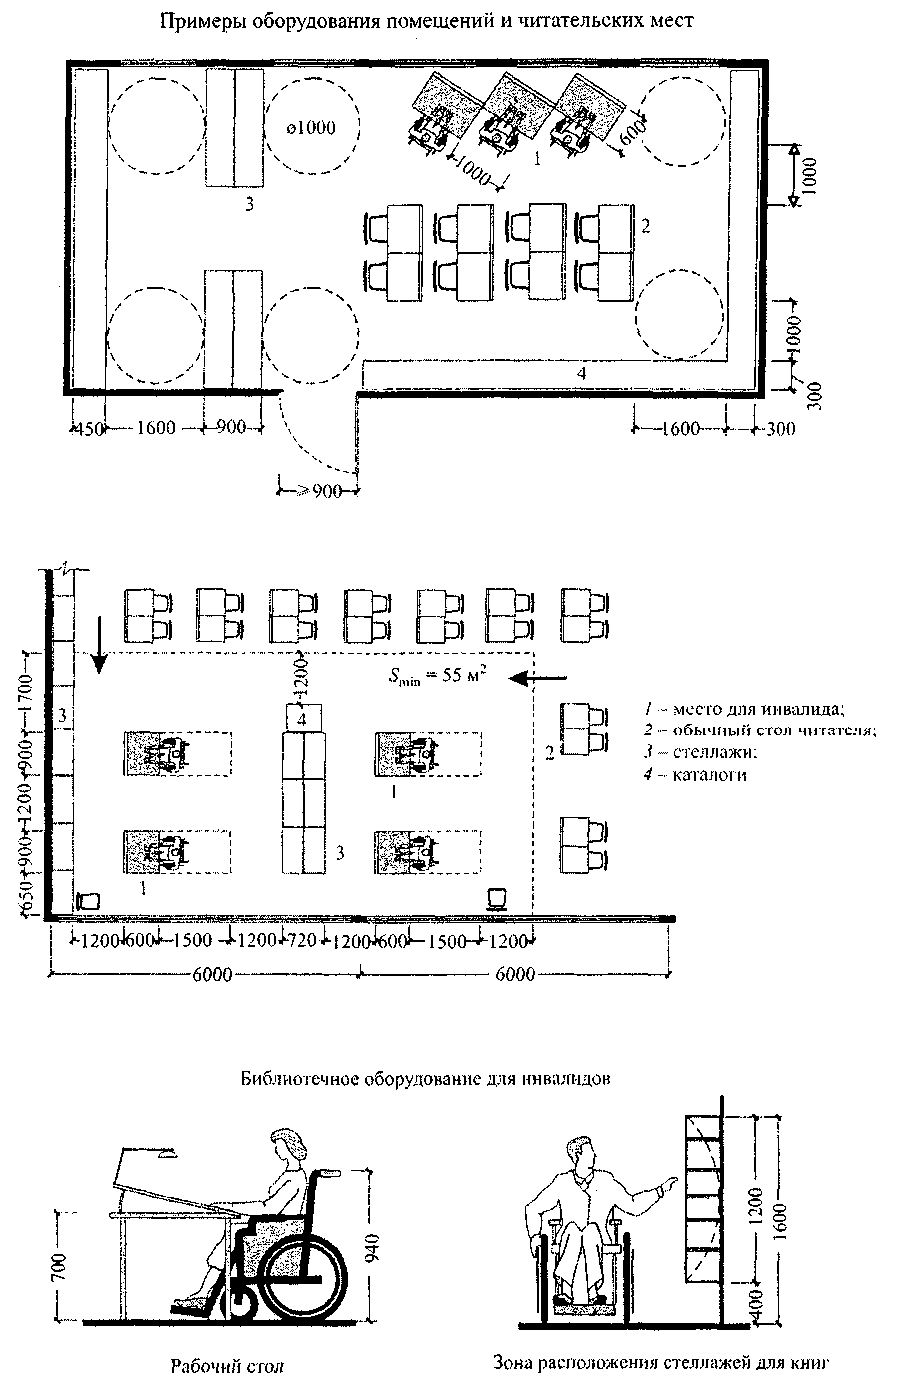 Примеры оборудования помещений и читательских мест
ø1000
600
1000
1
1000
3
2
1000
4
300
450 1600 900 1600 300
≥900
1200
Smin = 55 м²
1700
3
4
900
2
1
1200
900
3
650
1
1200 600 1500 1200 720 1200 600 1500 1200
6000 6000
1 – место для инвалида;
2 – обычный стол читателя;
3 – стеллажи;
4 – каталоги
Библиотечное оборудование для инвалидов
700
940
1200
1600
400
Рабочий стол
Зона расположения стеллажей для книг